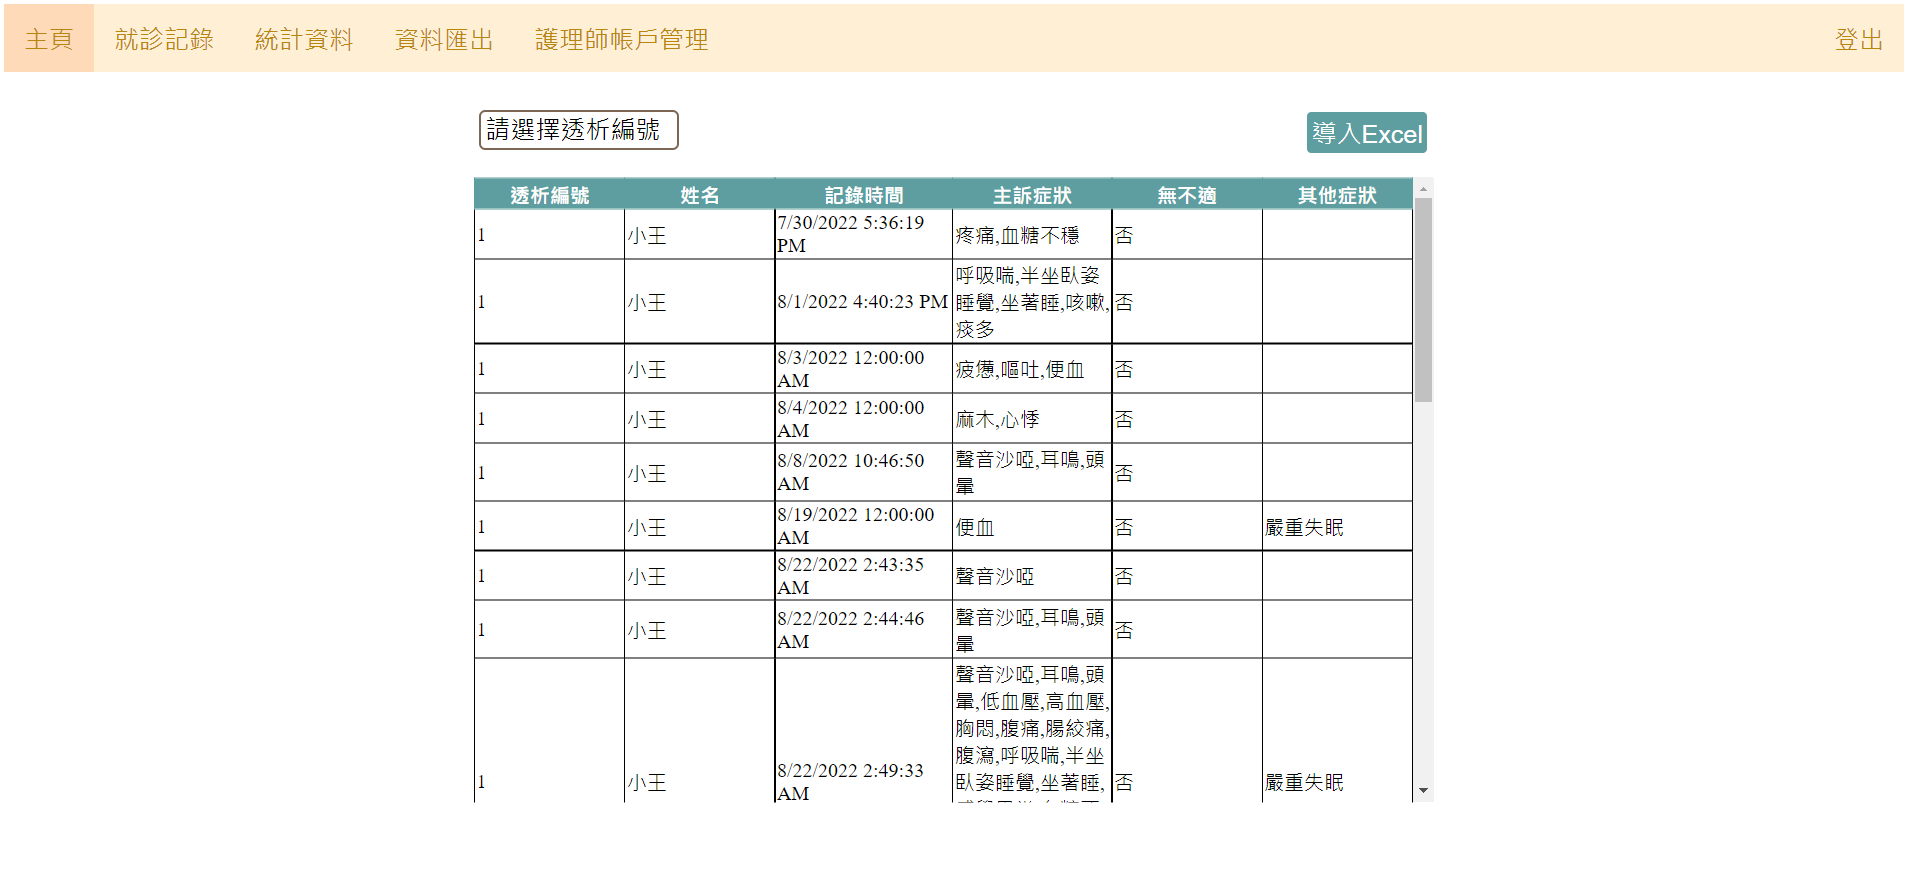 主頁 就診記錄 統計資料 資料匯出 護理師帳戶管理 登出
請選擇透析編號 導入Excel
透析編號 姓名 記錄時間 主訴症狀 無不適 其他症狀
1 小王 7/30/2022 5:36:19 PM 疼痛,血糖不穩 否
1 小王 8/1/2022 4:40:23 PM 呼吸喘,半坐臥姿睡覺,坐著睡,咳嗽,痰多 否
1 小王 8/3/2022 12:00:00 AM 疲憊,嘔吐,便血 否
1 小王 8/4/2022 12:00:00 AM 麻木,心悸 否
1 小王 8/8/2022 10:46:50 AM 聲音沙啞,耳鳴,頭暈 否
1 小王 8/19/2022 12:00:00 AM 便血 否 嚴重失眠
1 小王 8/22/2022 2:43:35 AM 聲音沙啞 否
1 小王 8/22/2022 2:44:46 AM 聲音沙啞,耳鳴,頭暈 否
1 小王 8/22/2022 2:49:33 AM 聲音沙啞,耳鳴,頭暈,低血壓,高血壓,胸悶,腹痛,腸絞痛,腹瀉,呼吸喘,半坐臥姿睡覺,坐著睡, 否 嚴重失眠